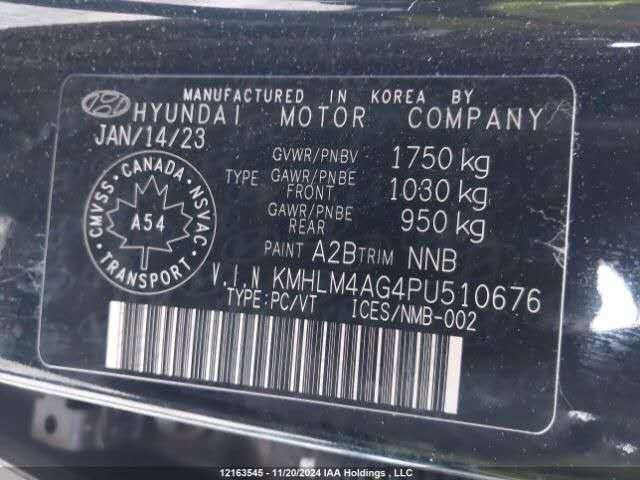 MANUFACTURED IN KOREA BY
HYUNDAI MOTOR COMPANY
JAN/14/23
GVWR/PNBV 1750 kg
TYPE GAWR/PNBE FRONT 1030 kg
GAWR/PNBE REAR 950 kg
PAINT A2B TRIM NNB
CANADA
CMVSS NSVAC
A54
TRANSPORT
V.I.N KMHLM4AG4PU510676
TYPE:PC/VT ICES/NMB-002
12163545 - 11/20/2024 IAA Holdings , LLC